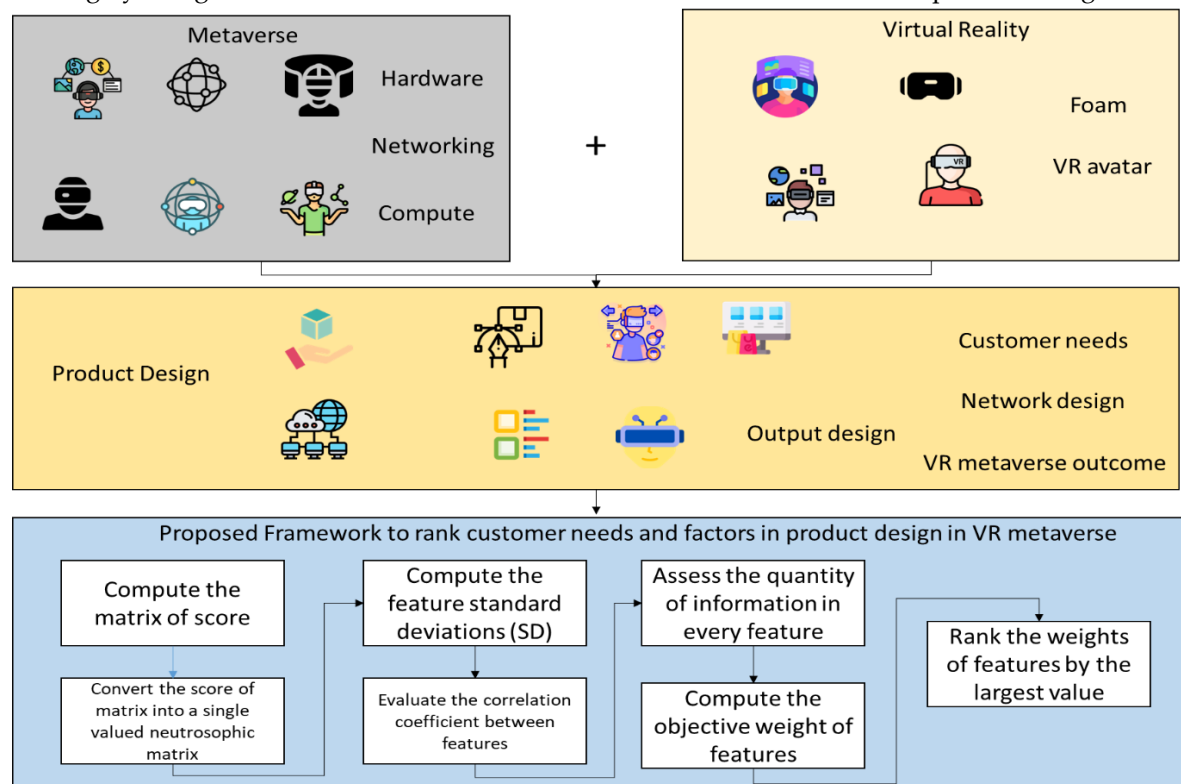 Metaverse
Hardware
Networking
Compute
+
Virtual Reality
Foam
VR
VR avatar
Product Design
i
Customer needs
Network design
Output design
VR metaverse outcome
Proposed Framework to rank customer needs and factors in product design in VR metaverse
Compute the
matrix of score
Convert the score of
matrix into a single
valued neutrosophic
matrix
Compute the
feature standard
deviations (SD)
Evaluate the correlation
coefficient between
features
Assess the quantity
of information in
every feature
Compute the
objective weight of
features
Rank the weights
of features by the
largest value